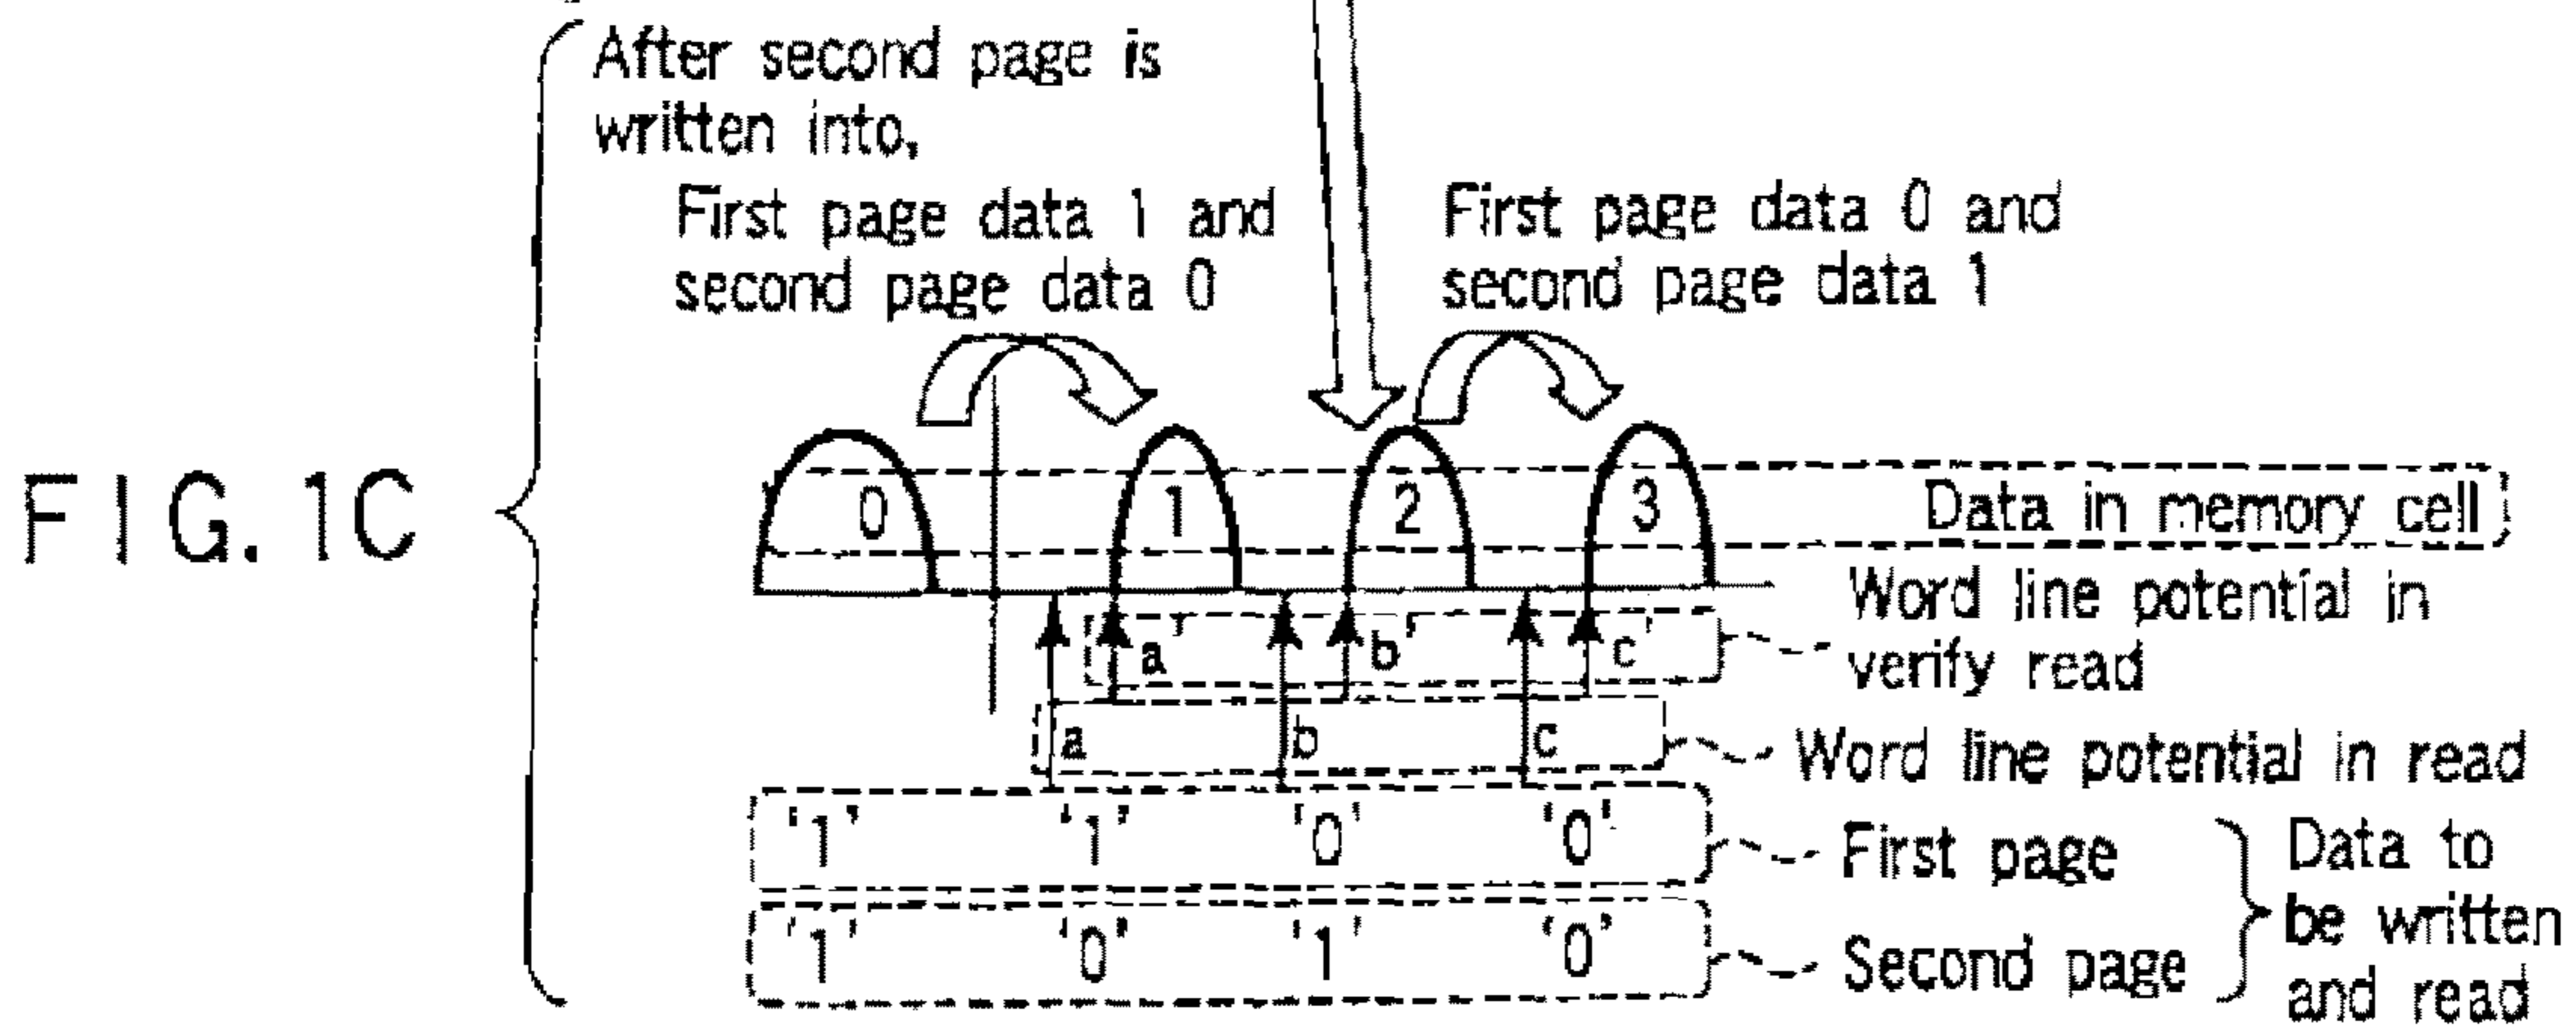 After second page is
written into,
First page data 1 and
second page data 0
First page data 0 and
second page data 1
FIG.1C
0 1 2 3 Data in memory cell
Word line potential in
verify read
a' b' c'
a b c Word line potential in read
'1' '1' '0' '0' First page
'1' '0' '1' '0' Second page
Data to
be written
and read